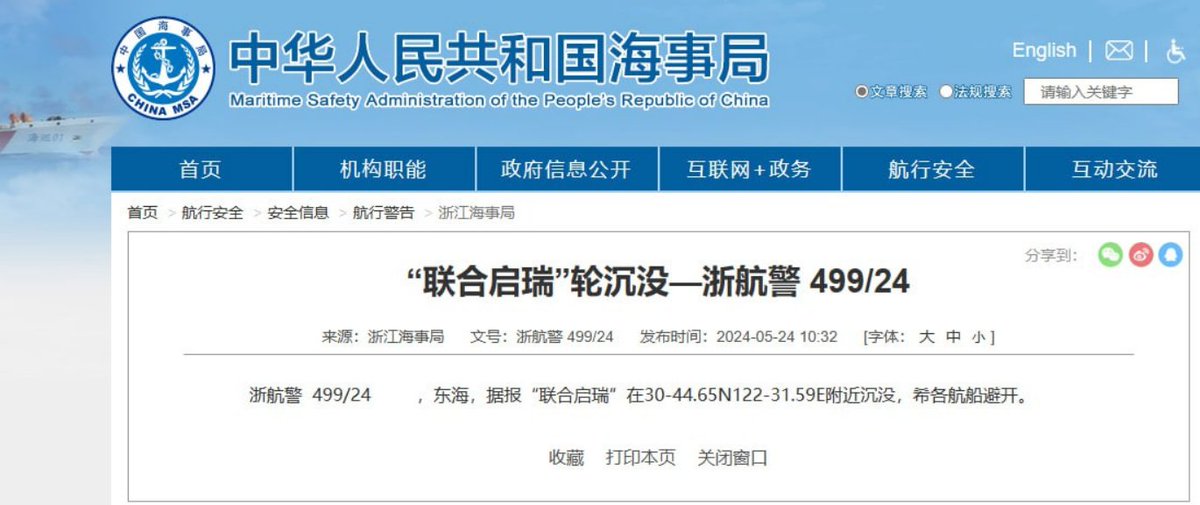 中国海事局
CHINA MSA
中华人民共和国海事局
Maritime Safety Administration of the People's Republic of China
English | |
文章搜索 法规搜索 请输入关键字
海巡01
首页 机构职能 政府信息公开 互联网+政务 航行安全 互动交流
首页 > 航行安全 > 安全信息 > 航行警告 > 浙江海事局
分享到：
“联合启瑞”轮沉没—浙航警 499/24
来源：浙江海事局 文号：浙航警 499/24 发布时间：2024-05-24 10:32 [字体： 大 中 小 ]
浙航警 499/24 ，东海，据报“联合启瑞”在30-44.65N122-31.59E附近沉没，希各航船避开。
收藏 打印本页 关闭窗口